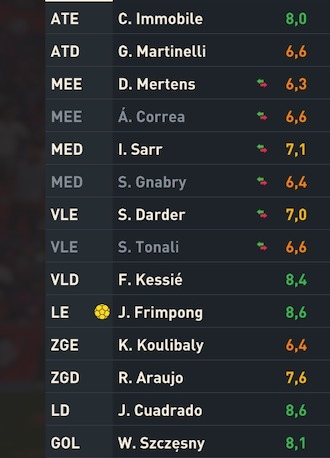 ATE C. Immobile 8,0
ATD G. Martinelli 6,6
MEE D. Mertens 6,3
MEE Á. Correa 6,6
MED I. Sarr 7,1
MED S. Gnabry 6,4
VLE S. Darder 7,0
VLE S. Tonali 6,6
VLD F. Kessié 8,4
LE J. Frimpong 8,6
ZGE K. Koulibaly 6,4
ZGD R. Araujo 7,6
LD J. Cuadrado 8,6
GOL W. Szczęsny 8,1